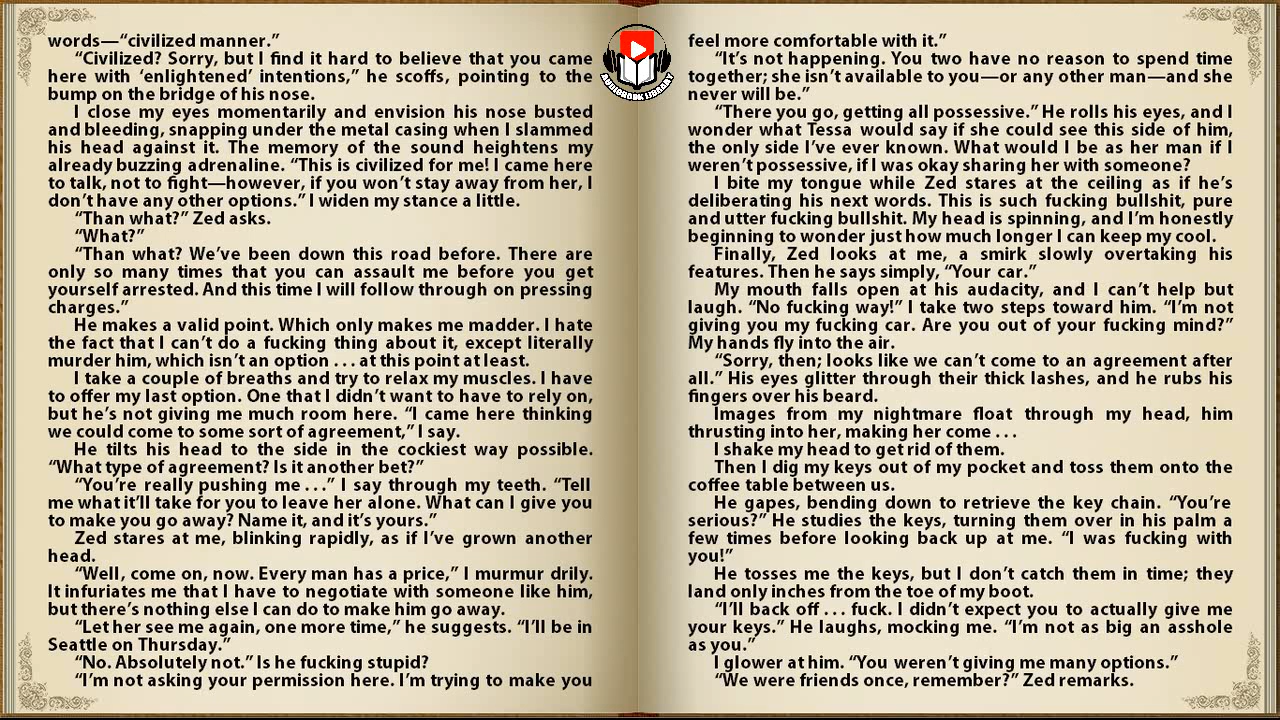 words—“civilized manner.”
“Civilized? Sorry, but I find it hard to believe that you came
here with ‘enlightened’ intentions,” he scoffs, pointing to the
bump on the bridge of his nose.
I close my eyes momentarily and envision his nose busted
and bleeding, snapping under the metal casing when I slammed
his head against it. The memory of the sound heightens my
already buzzing adrenaline. “This is civilized for me! I came here
to talk, not to fight—however, if you won’t stay away from her, I
don’t have any other options.” I widen my stance a little.
“Than what?” Zed asks.
“What?”
“Than what? We’ve been down this road before. There are
only so many times that you can assault me before you get
yourself arrested. And this time I will follow through on pressing
charges.”
He makes a valid point. Which only makes me madder. I hate
the fact that I can’t do a fucking thing about it, except literally
murder him, which isn’t an option . . . at this point at least.
I take a couple of breaths and try to relax my muscles. I have
to offer my last option. One that I didn’t want to have to rely on,
but he’s not giving me much room here. “I came here thinking
we could come to some sort of agreement,” I say.
He tilts his head to the side in the cockiest way possible.
“What type of agreement? Is it another bet?”
“You’re really pushing me . . .” I say through my teeth. “Tell
me what it’ll take for you to leave her alone. What can I give you
to make you go away? Name it, and it’s yours.”
Zed stares at me, blinking rapidly, as if I’ve grown another
head.
“Well, come on, now. Every man has a price,” I murmur drily.
It infuriates me that I have to negotiate with someone like him,
but there’s nothing else I can do to make him go away.
“Let her see me again, one more time,” he suggests. “I’ll be in
Seattle on Thursday.”
“No. Absolutely not.” Is he fucking stupid?
“I’m not asking your permission here. I’m trying to make you
AUDIOBOOK LIBRARY
feel more comfortable with it.”
“It’s not happening. You two have no reason to spend time
together; she isn’t available to you—or any other man—and she
never will be.”
“There you go, getting all possessive.” He rolls his eyes, and I
wonder what Tessa would say if she could see this side of him,
the only side I’ve ever known. What would I be as her man if I
weren’t possessive, if I was okay sharing her with someone?
I bite my tongue while Zed stares at the ceiling as if he’s
deliberating his next words. This is such fucking bullshit, pure
and utter fucking bullshit. My head is spinning, and I’m honestly
beginning to wonder just how much longer I can keep my cool.
Finally, Zed looks at me, a smirk slowly overtaking his
features. Then he says simply, “Your car.”
My mouth falls open at his audacity, and I can’t help but
laugh. “No fucking way!” I take two steps toward him. “I’m not
giving you my fucking car. Are you out of your fucking mind?”
My hands fly into the air.
“Sorry, then; looks like we can’t come to an agreement after
all.” His eyes glitter through their thick lashes, and he rubs his
fingers over his beard.
Images from my nightmare float through my head, him
thrusting into her, making her come . . .
I shake my head to get rid of them.
Then I dig my keys out of my pocket and toss them onto the
coffee table between us.
He gapes, bending down to retrieve the key chain. “You’re
serious?” He studies the keys, turning them over in his palm a
few times before looking back up at me. “I was fucking with
you!”
He tosses me the keys, but I don’t catch them in time; they
land only inches from the toe of my boot.
“I’ll back off . . . fuck. I didn’t expect you to actually give me
your keys.” He laughs, mocking me. “I’m not as big an asshole
as you.”
I glower at him. “You weren’t giving me many options.”
“We were friends once, remember?” Zed remarks.